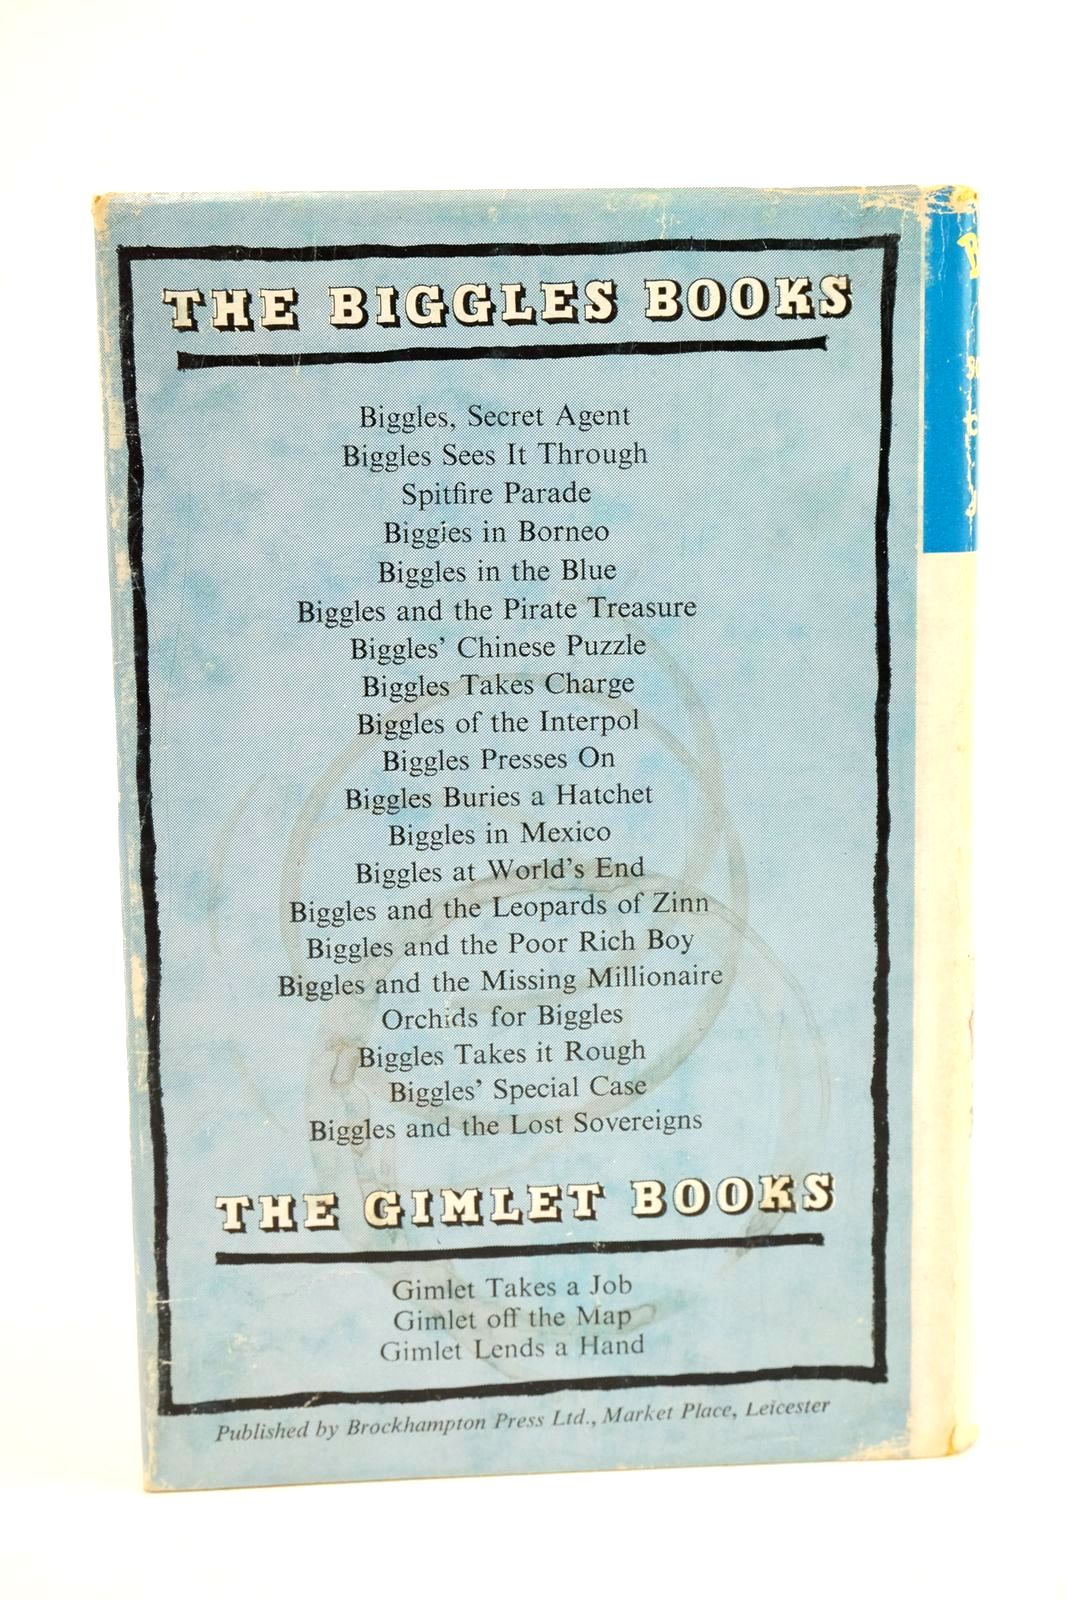 THE BIGGLES BOOKS
Biggles, Secret Agent
Biggles Sees It Through
Spitfire Parade
Biggles in Borneo
Biggles in the Blue
Biggles and the Pirate Treasure
Biggles' Chinese Puzzle
Biggles Takes Charge
Biggles of the Interpol
Biggles Presses On
Biggles Buries a Hatchet
Biggles in Mexico
Biggles at World's End
Biggles and the Leopards of Zinn
Biggles and the Poor Rich Boy
Biggles and the Missing Millionaire
Orchids for Biggles
Biggles Takes it Rough
Biggles' Special Case
Biggles and the Lost Sovereigns
THE GIMLET BOOKS
Gimlet Takes a Job
Gimlet off the Map
Gimlet Lends a Hand
Published by Brockhampton Press Ltd., Market Place, Leicester